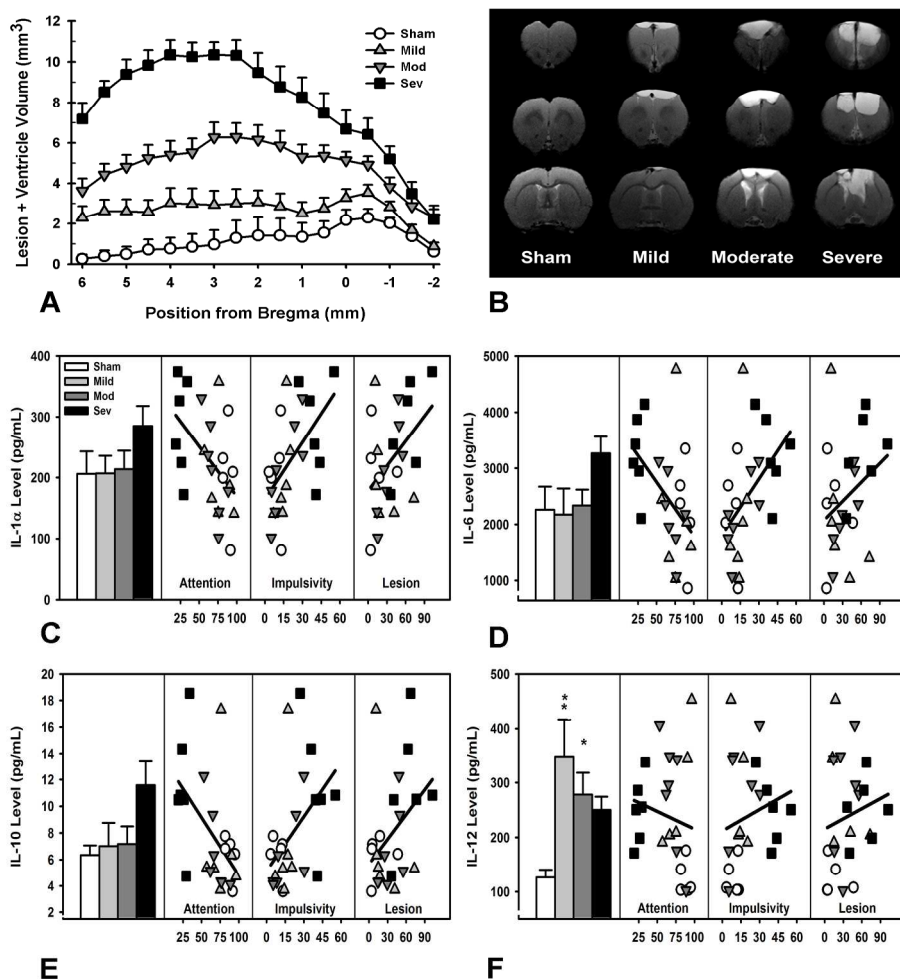 12
10
8
6
4
2
0
Lesion + Ventricle Volume (mm³)
Sham
Mild
Mod
Sev
6 5 4 3 2 1 0 -1 -2
Position from Bregma (mm)
A
Sham Mild Moderate Severe
B
400
300
200
100
0
IL-1α Level (pg/mL)
Sham
Mild
Mod
Sev
Attention Impulsivity Lesion
25 50 75 100 0 15 30 45 60 0 30 60 90
C
5000
4000
3000
2000
1000
IL-6 Level (pg/mL)
25 50 75 100 0 15 30 45 60 0 30 60 90
D
20
18
16
14
12
10
8
6
4
2
IL-10 Level (pg/mL)
Attention Impulsivity Lesion
25 50 75 100 0 15 30 45 60 0 30 60 90
E
500
400
300
200
100
IL-12 Level (pg/mL)
*
*
*
Attention Impulsivity Lesion
25 50 75 100 0 15 30 45 60 0 30 60 90
F